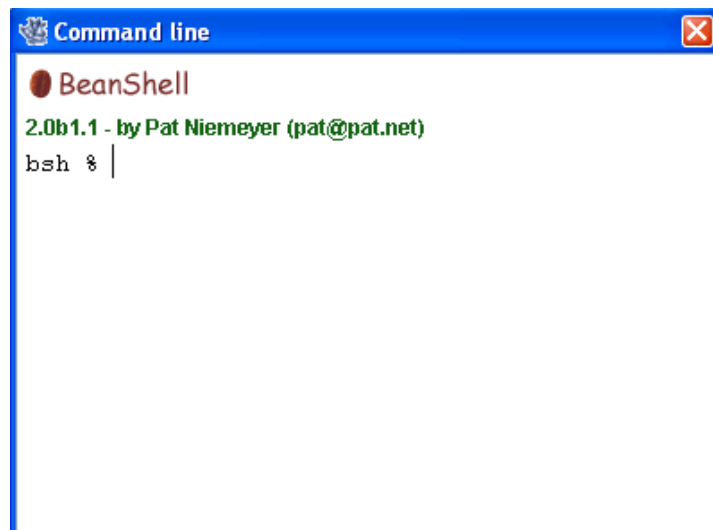 Command line
BeanShell
2.0b1.1 - by Pat Niemeyer (pat@pat.net)
bsh %